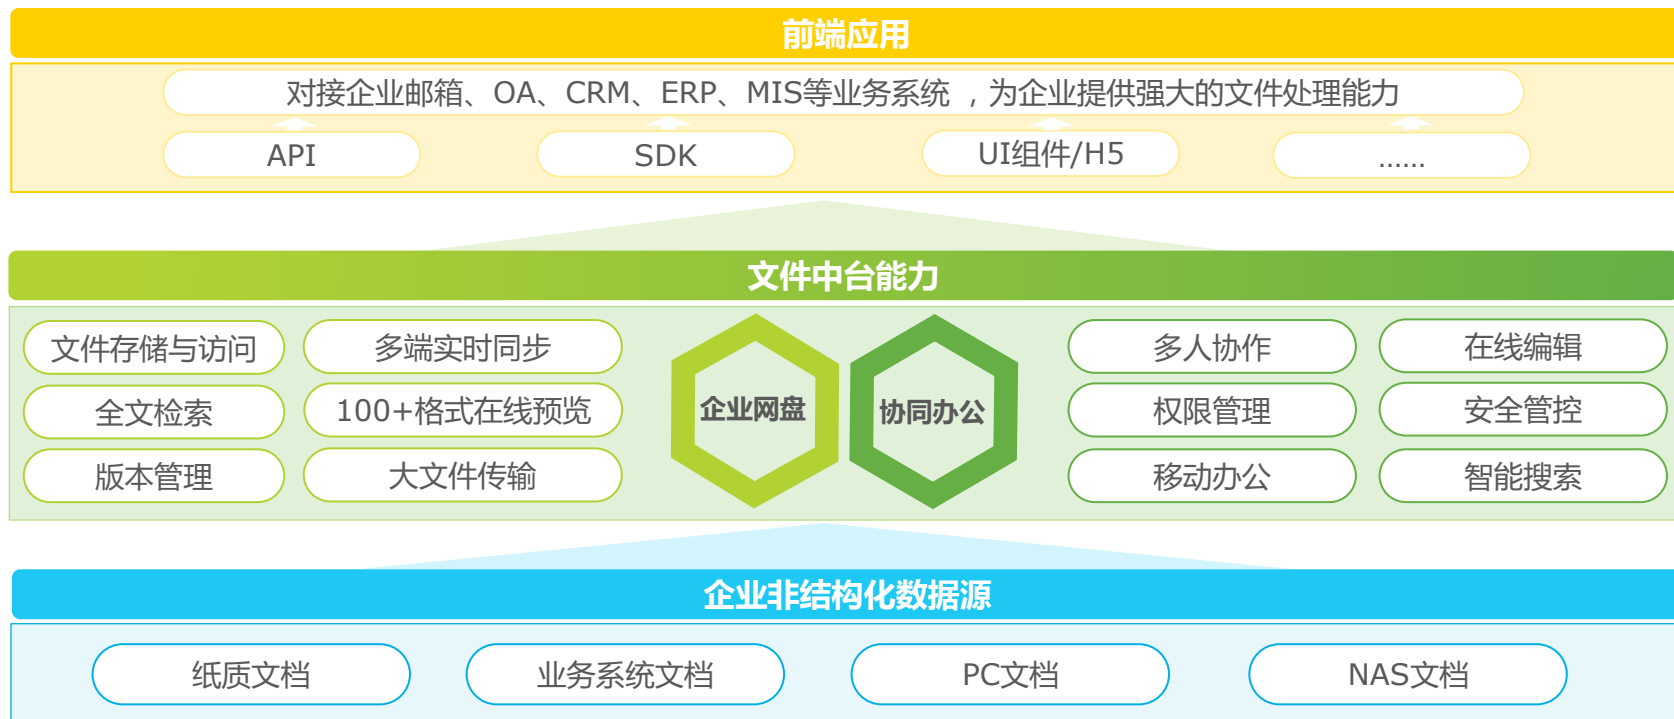 前端应用
对接企业邮箱、OA、CRM、ERP、MIS等业务系统，为企业提供强大的文件处理能力
API
SDK
UI组件/H5
……
文件中台能力
文件存储与访问
多端实时同步
全文检索
100+格式在线预览
版本管理
大文件传输
企业网盘
协同办公
多人协作
在线编辑
权限管理
安全管控
移动办公
智能搜索
企业非结构化数据源
纸质文档
业务系统文档
PC文档
NAS文档